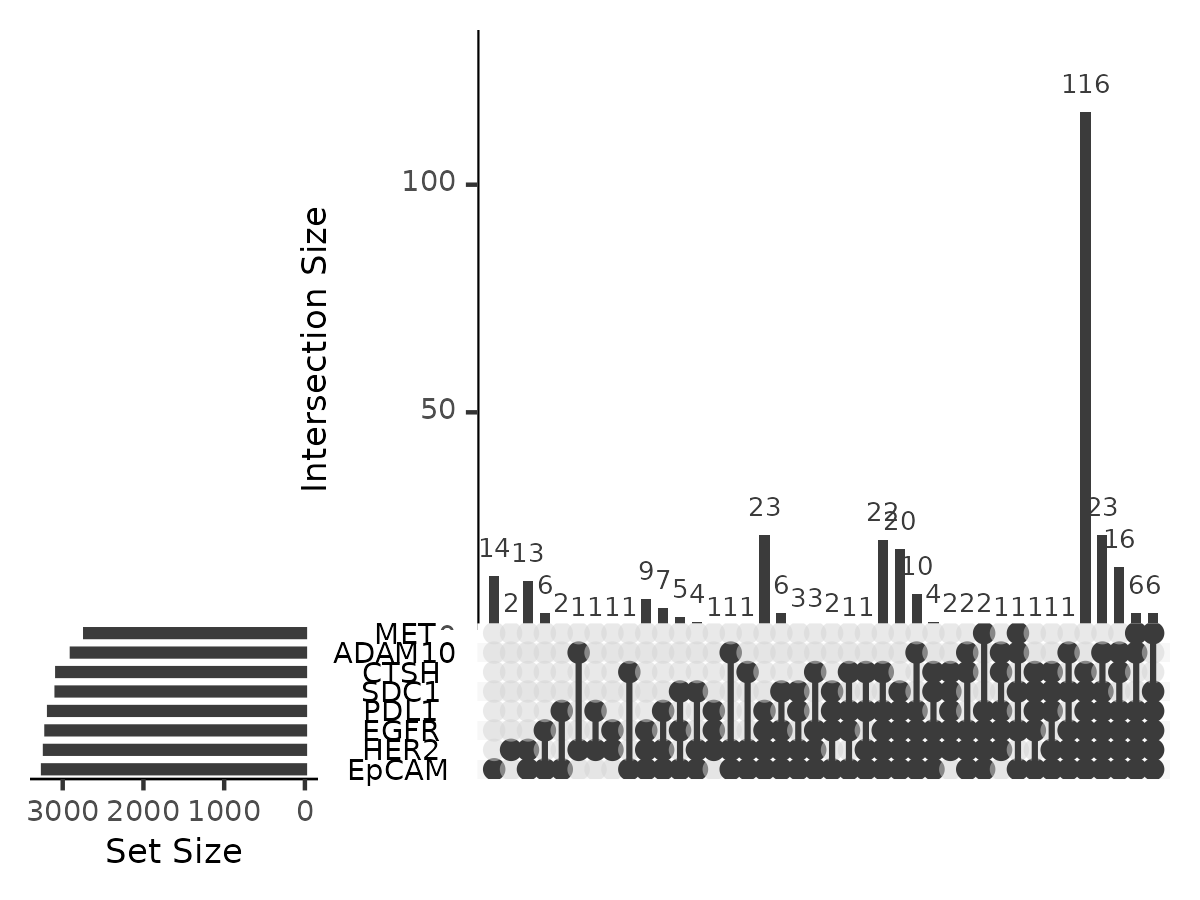 116
100
Intersection Size
50
23 22 20 23
14 13 16
9 7 10
2 6 2 1 1 1 1 5 4 1 1 1 6 3 3 2 1 1 4 2 2 2 1 1 1 1 1 6 6
MET
ADAM10
CTSH
SDC1
PDL1
EGFR
HER2
EpCAM
3000 2000 1000 0
Set Size